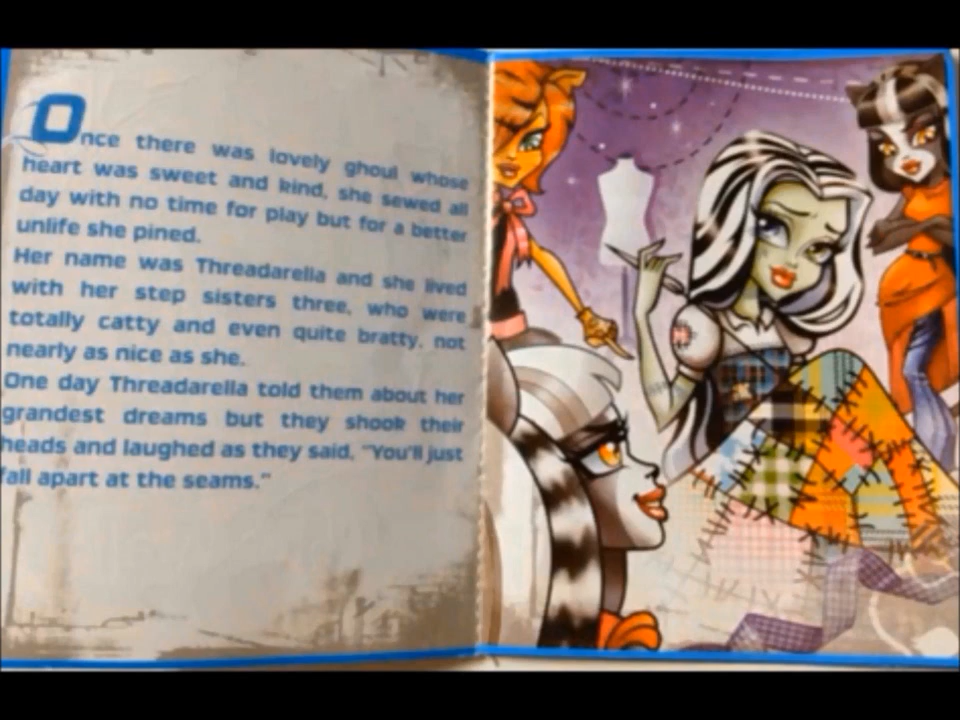 Once there was lovely ghoul whose
heart was sweet and kind, she sewed all
day with no time for play but for a better
unlife she pined.
Her name was Threadarella and she lived
with her step sisters three, who were
totally catty and even quite bratty, not
nearly as nice as she.
One day Threadarella told them about her
grandest dreams but they shook their
heads and laughed as they said, "You'll just
fall apart at the seams."